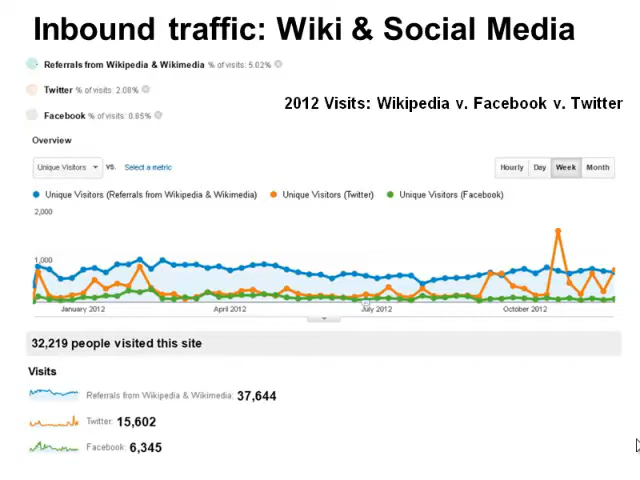 Inbound traffic: Wiki & Social Media
Referrals from Wikipedia & Wikimedia % of visits: 5.02%
Twitter % of visits: 2.08%
2012 Visits: Wikipedia v. Facebook v. Twitter
Facebook % of visits: 0.85%
Overview
Unique Visitors vs. Select a metric Hourly Day Week Month
Unique Visitors (Referrals from Wikipedia & Wikimedia) Unique Visitors (Twitter) Unique Visitors (Facebook)
2,000
1,000
January 2012 April 2012 July 2012 October 2012
32,219 people visited this site
Visits
Referrals from Wikipedia & Wikimedia: 37,644
Twitter: 15,602
Facebook: 6,345